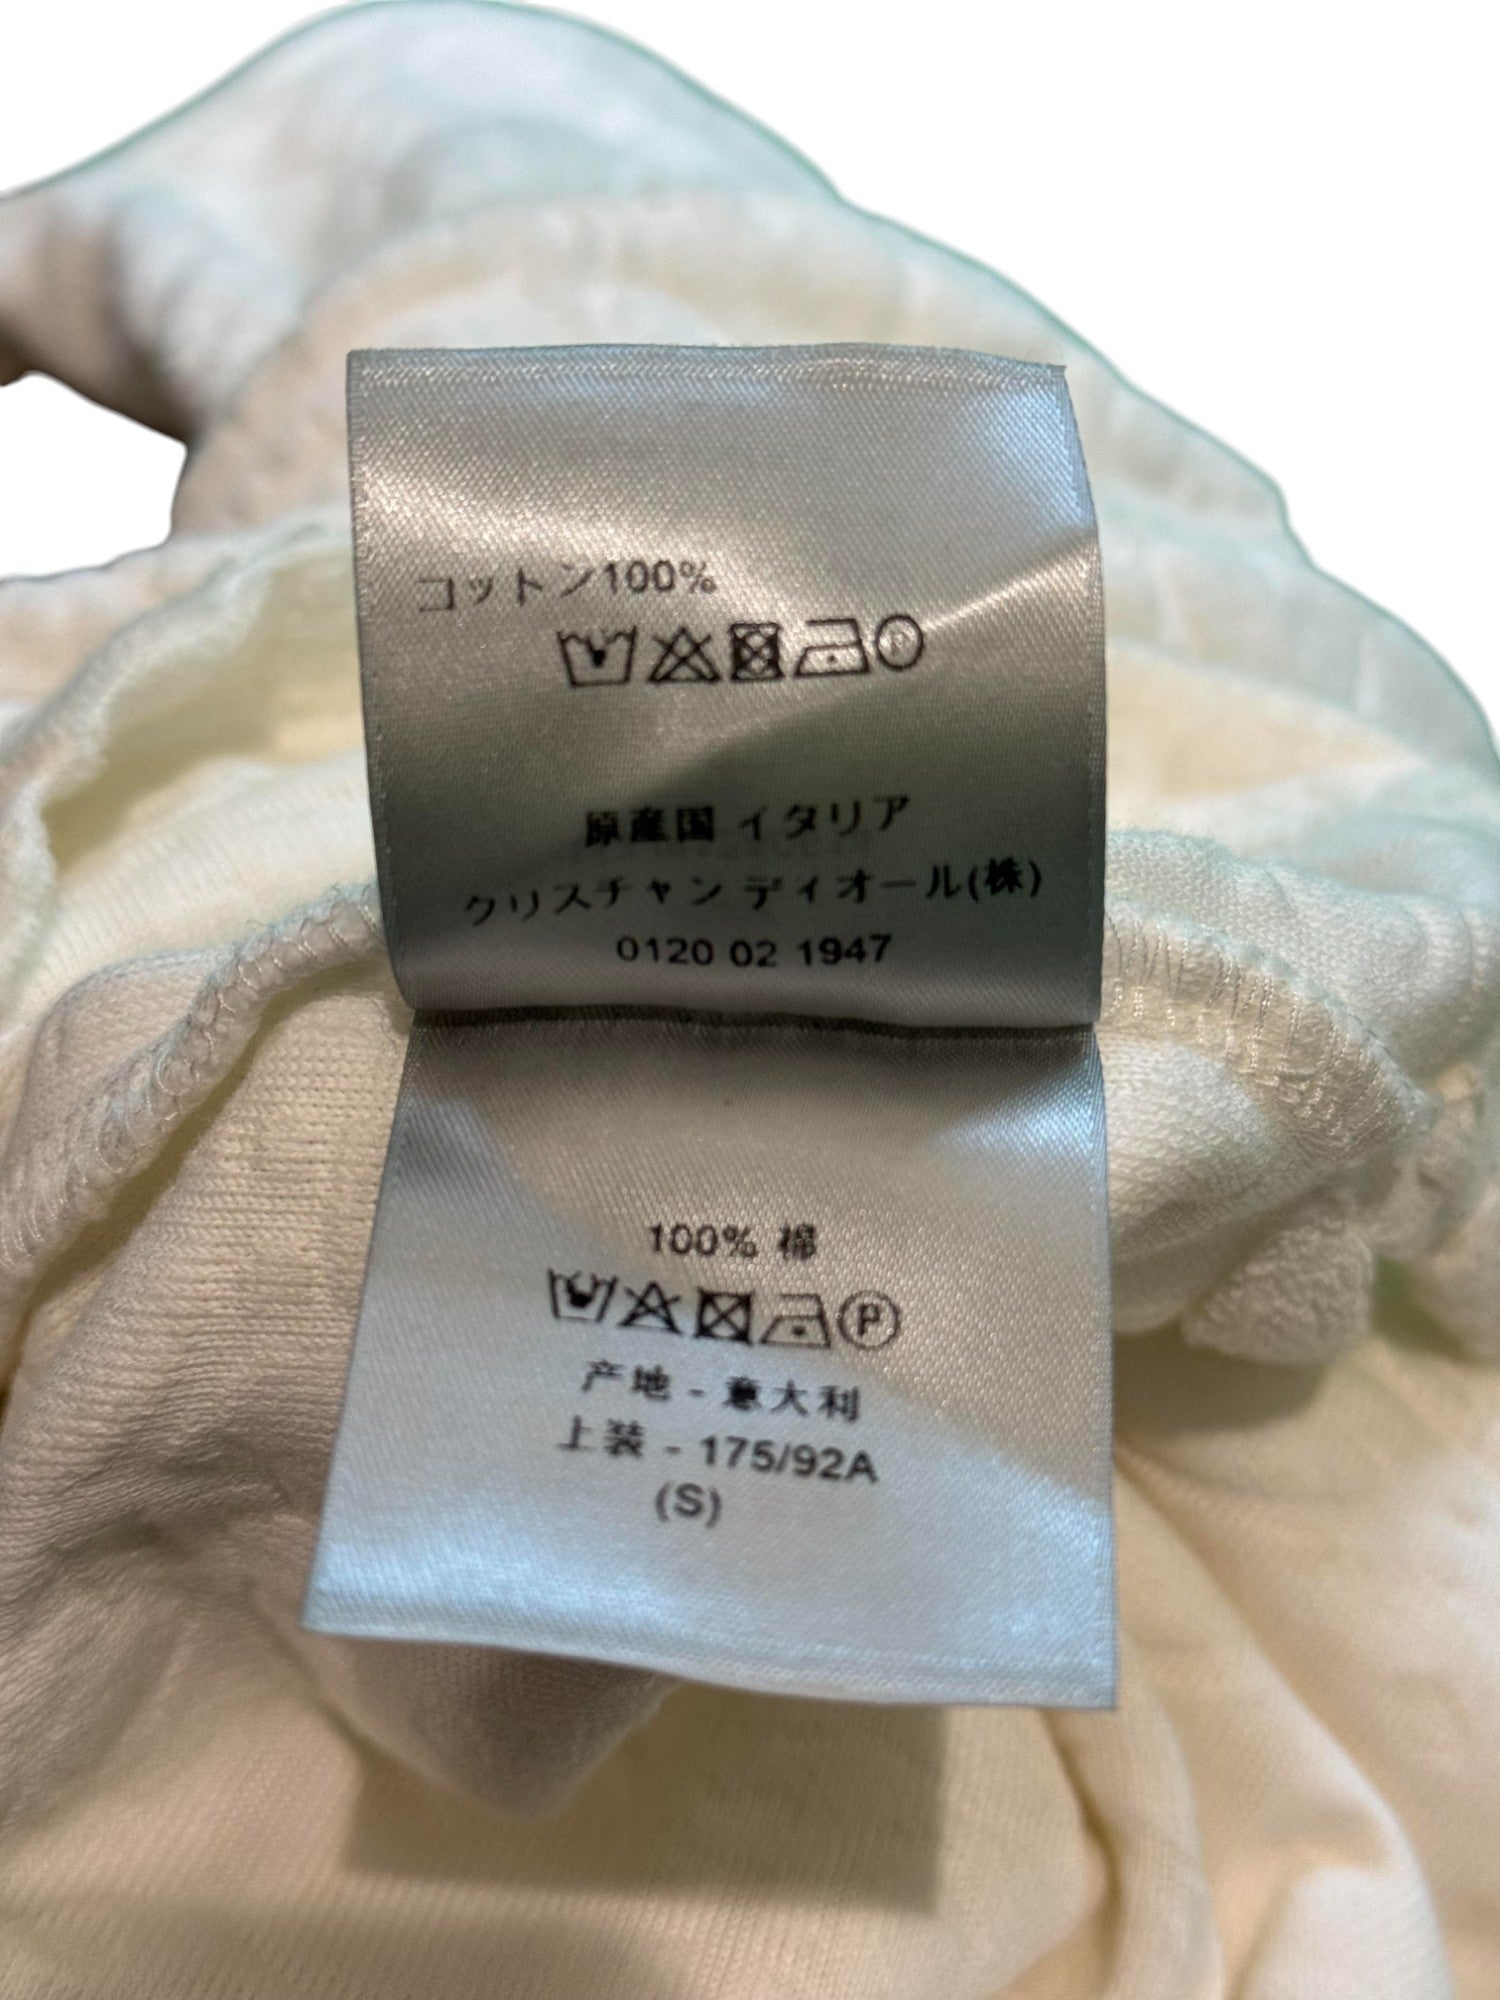 コットン100%
P
原産国 イタリア
クリスチャン ディオール(株)
0120 02 1947
100% 棉
P
产地 - 意大利
上装 - 175/92A
(S)